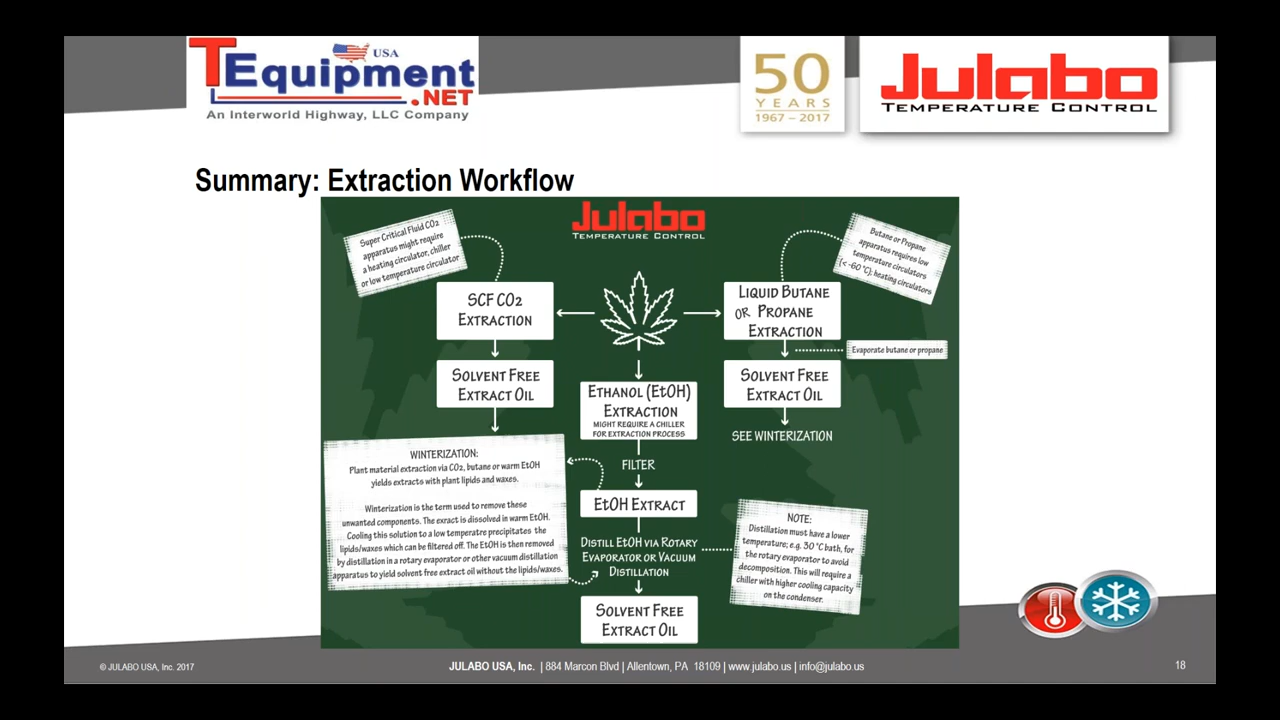 TEquipment
USA
.NET
An Interworld Highway, LLC Company
50
YEARS
1967 – 2017
Julabo
TEMPERATURE CONTROL
Summary: Extraction Workflow
Julabo
TEMPERATURE CONTROL
Super Critical Fluid CO2
apparatus might require
a heating circulator, chiller
or low temperature circulator
Butane or Propane
apparatus requires low
temperature circulators
(< -60 °C); heating circulators
SCF CO2
EXTRACTION
LIQUID BUTANE
OR PROPANE
EXTRACTION
Evaporate butane or propane
SOLVENT FREE
EXTRACT OIL
ETHANOL (EtOH)
EXTRACTION
MIGHT REQUIRE A CHILLER
FOR EXTRACTION PROCESS
SOLVENT FREE
EXTRACT OIL
SEE WINTERIZATION
WINTERIZATION:
Plant material extraction via CO2, butane or warm EtOH
yields extracts with plant lipids and waxes.
Winterization is the term used to remove these
unwanted components. The exract is dissolved in warm EtOH.
Cooling this solution to a low temperatre precipitates the
lipids/waxes which can be filtered off. The EtOH is then removed
by distillation in a rotary evaporator or other vacuum distillation
apparatus to yield solvent free extract oil without the lipids/waxes.
FILTER
EtOH EXTRACT
DISTILL EtOH VIA ROTARY
EVAPORATOR OR VACUUM
DISTILLATION
SOLVENT FREE
EXTRACT OIL
NOTE:
Distillation must have a lower
temperature; e.g. 30 °C bath, for
the rotary evaporator to avoid
decomposition. This will require a
chiller with higher cooling capacity
on the condenser.
© JULABO USA, Inc. 2017
JULABO USA, Inc. | 884 Marcon Blvd | Allentown, PA 18109 | www.julabo.us | info@julabo.us
18